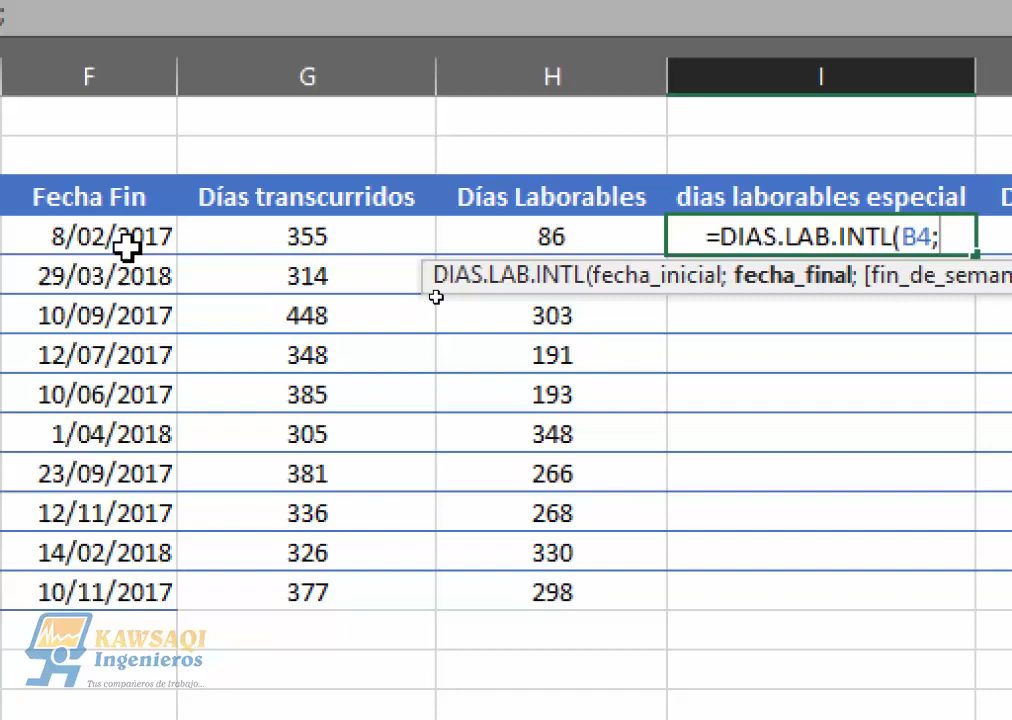 F G H I
Fecha Fin Días transcurridos Días Laborables dias laborables especial
8/02/2017 355 86 =DIAS.LAB.INTL(B4;
29/03/2018 314 DIAS.LAB.INTL(fecha_inicial; fecha_final; [fin_de_seman
10/09/2017 448 303
12/07/2017 348 191
10/06/2017 385 193
1/04/2018 305 348
23/09/2017 381 266
12/11/2017 336 268
14/02/2018 326 330
10/11/2017 377 298
KAWSAQI
Ingenieros
Tus compañeros de trabajo...